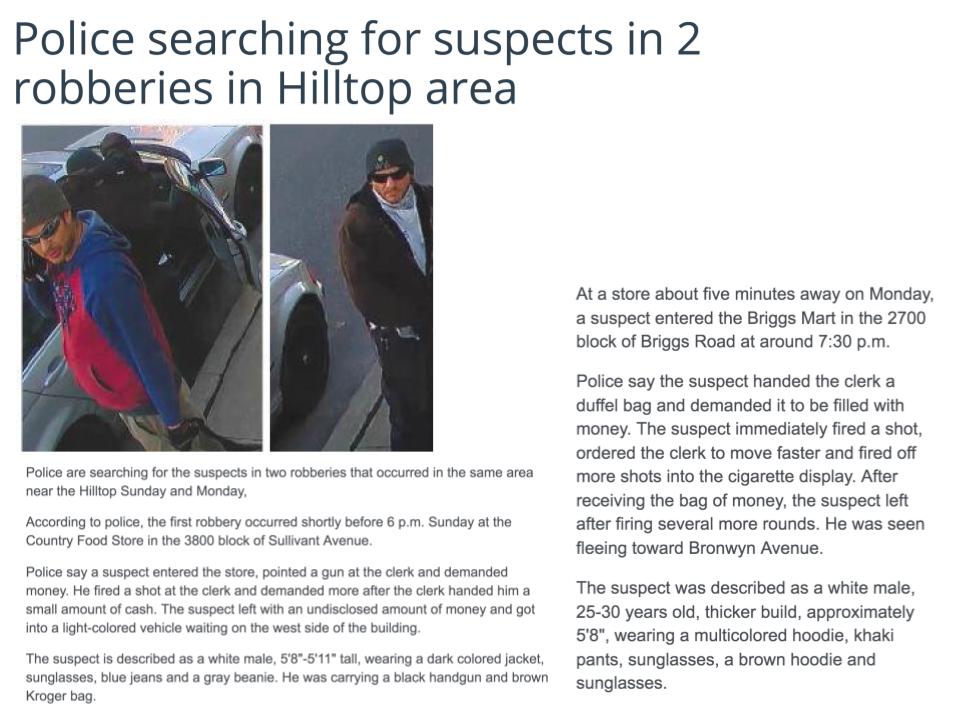 Police searching for suspects in 2
robberies in Hilltop area
Police are searching for the suspects in two robberies that occurred in the same area
near the Hilltop Sunday and Monday,
According to police, the first robbery occurred shortly before 6 p.m. Sunday at the
Country Food Store in the 3800 block of Sullivant Avenue.
Police say a suspect entered the store, pointed a gun at the clerk and demanded
money. He fired a shot at the clerk and demanded more after the clerk handed him a
small amount of cash. The suspect left with an undisclosed amount of money and got
into a light-colored vehicle waiting on the west side of the building.
The suspect is described as a white male, 5'8"-5'11" tall, wearing a dark colored jacket,
sunglasses, blue jeans and a gray beanie. He was carrying a black handgun and brown
Kroger bag.
At a store about five minutes away on Monday,
a suspect entered the Briggs Mart in the 2700
block of Briggs Road at around 7:30 p.m.
Police say the suspect handed the clerk a
duffel bag and demanded it to be filled with
money. The suspect immediately fired a shot,
ordered the clerk to move faster and fired off
more shots into the cigarette display. After
receiving the bag of money, the suspect left
after firing several more rounds. He was seen
fleeing toward Bronwyn Avenue.
The suspect was described as a white male,
25-30 years old, thicker build, approximately
5'8", wearing a multicolored hoodie, khaki
pants, sunglasses, a brown hoodie and
sunglasses.